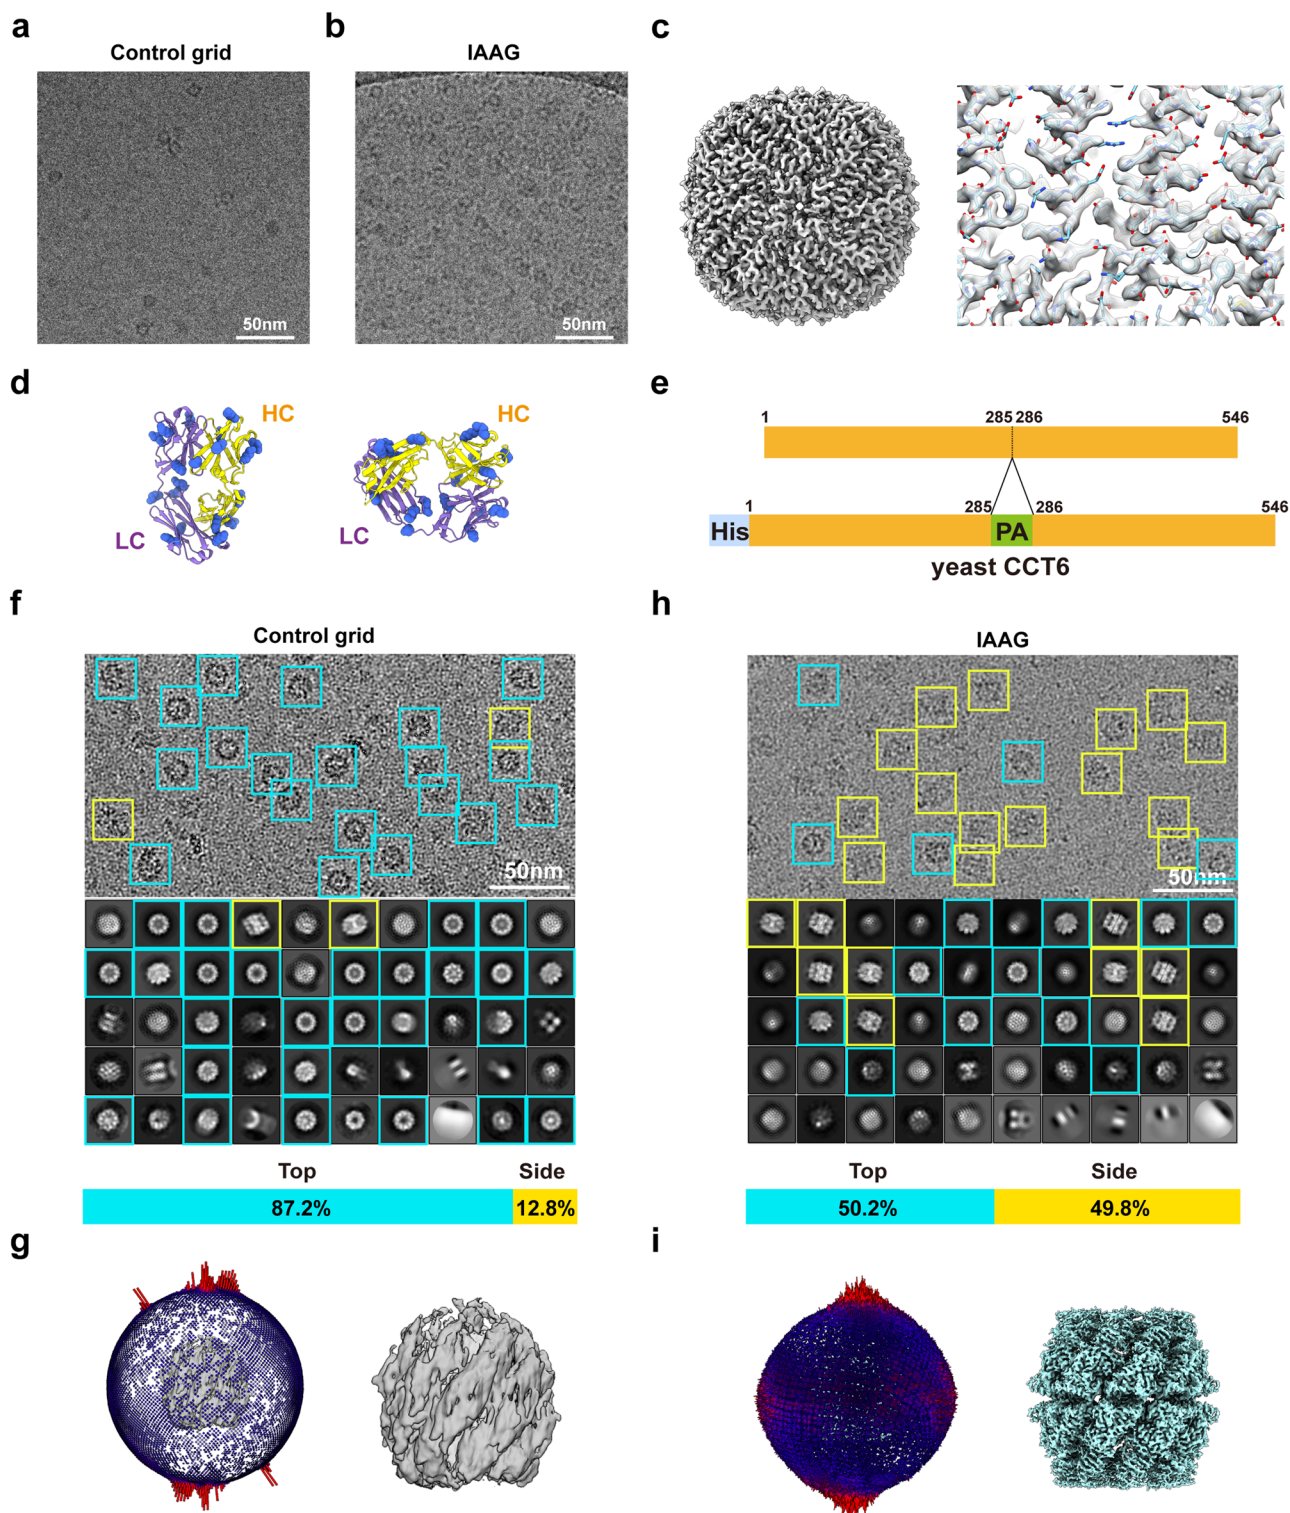 a
Control grid
50nm
b
IAAG
50nm
c
d
HC
LC
HC
LC
e
1
285
286
546
1
285
286
546
His
PA
yeast CCT6
f
Control grid
50nm
Top
Side
87.2%
12.8%
h
IAAG
50nm
Top
Side
50.2%
49.8%
g
i